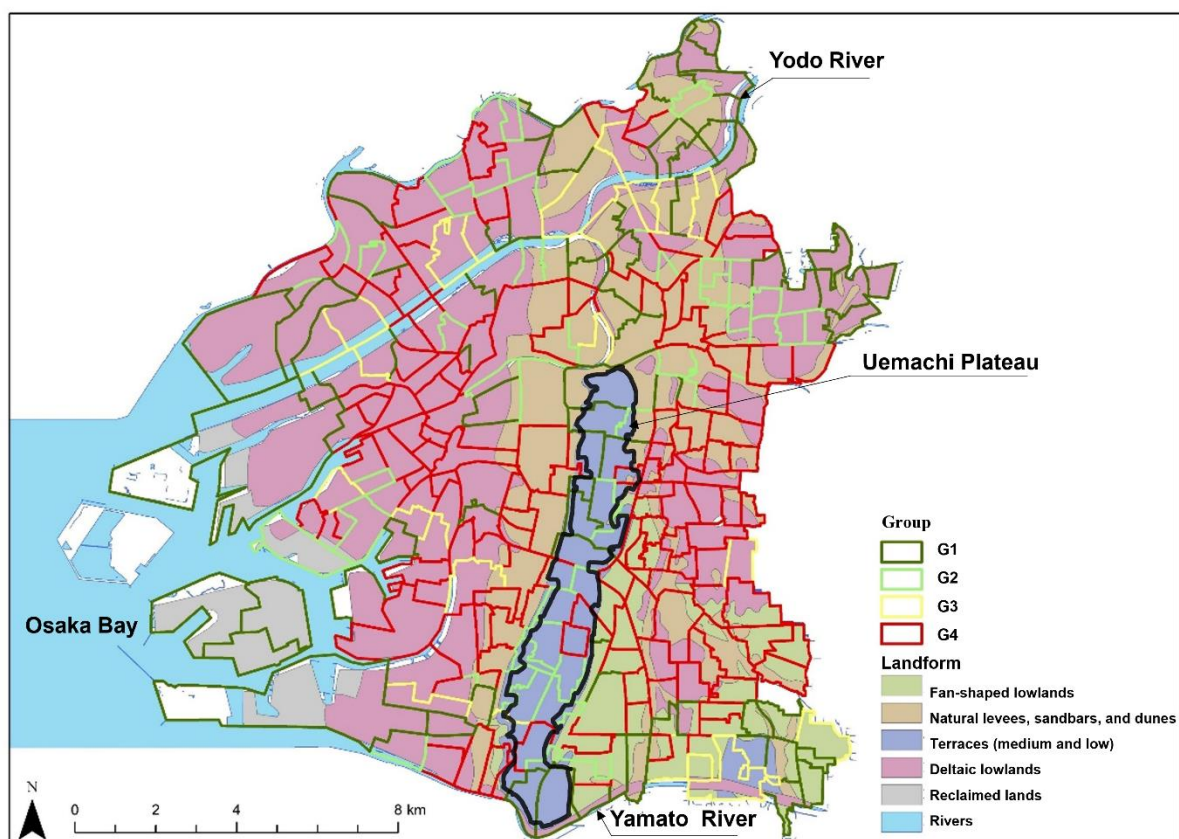 Yodo River
Uemachi Plateau
Osaka Bay
Yamato River
Group
G1
G2
G3
G4
Landform
Fan-shaped lowlands
Natural levees, sandbars, and dunes
Terraces (medium and low)
Deltaic lowlands
Reclaimed lands
Rivers
N
0 2 4 8 km